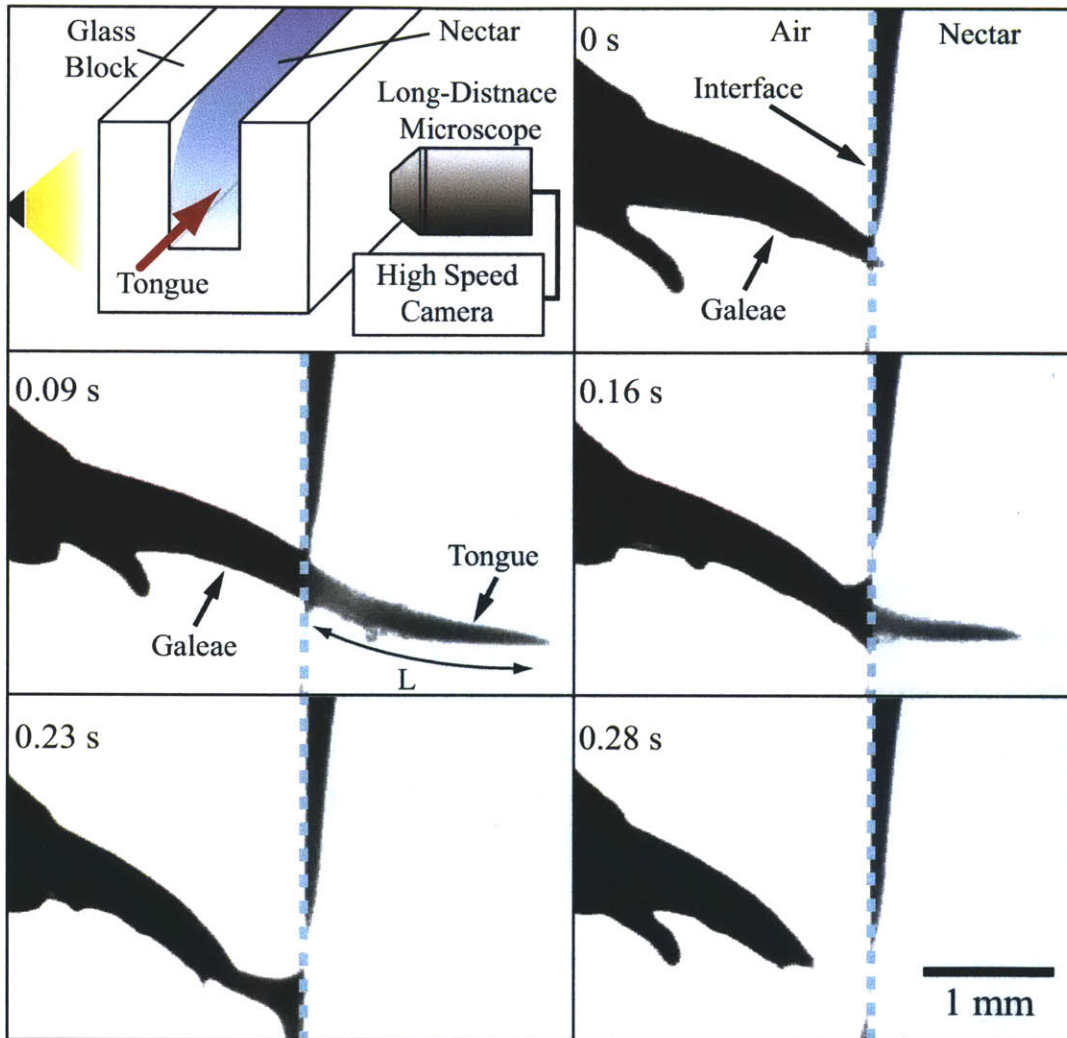 Glass
Block
Nectar
Long-Distnace
Microscope
Tongue
High Speed
Camera
0 s
Air
Nectar
Interface
Galeae
0.09 s
Tongue
Galeae
L
0.16 s
0.23 s
0.28 s
1 mm